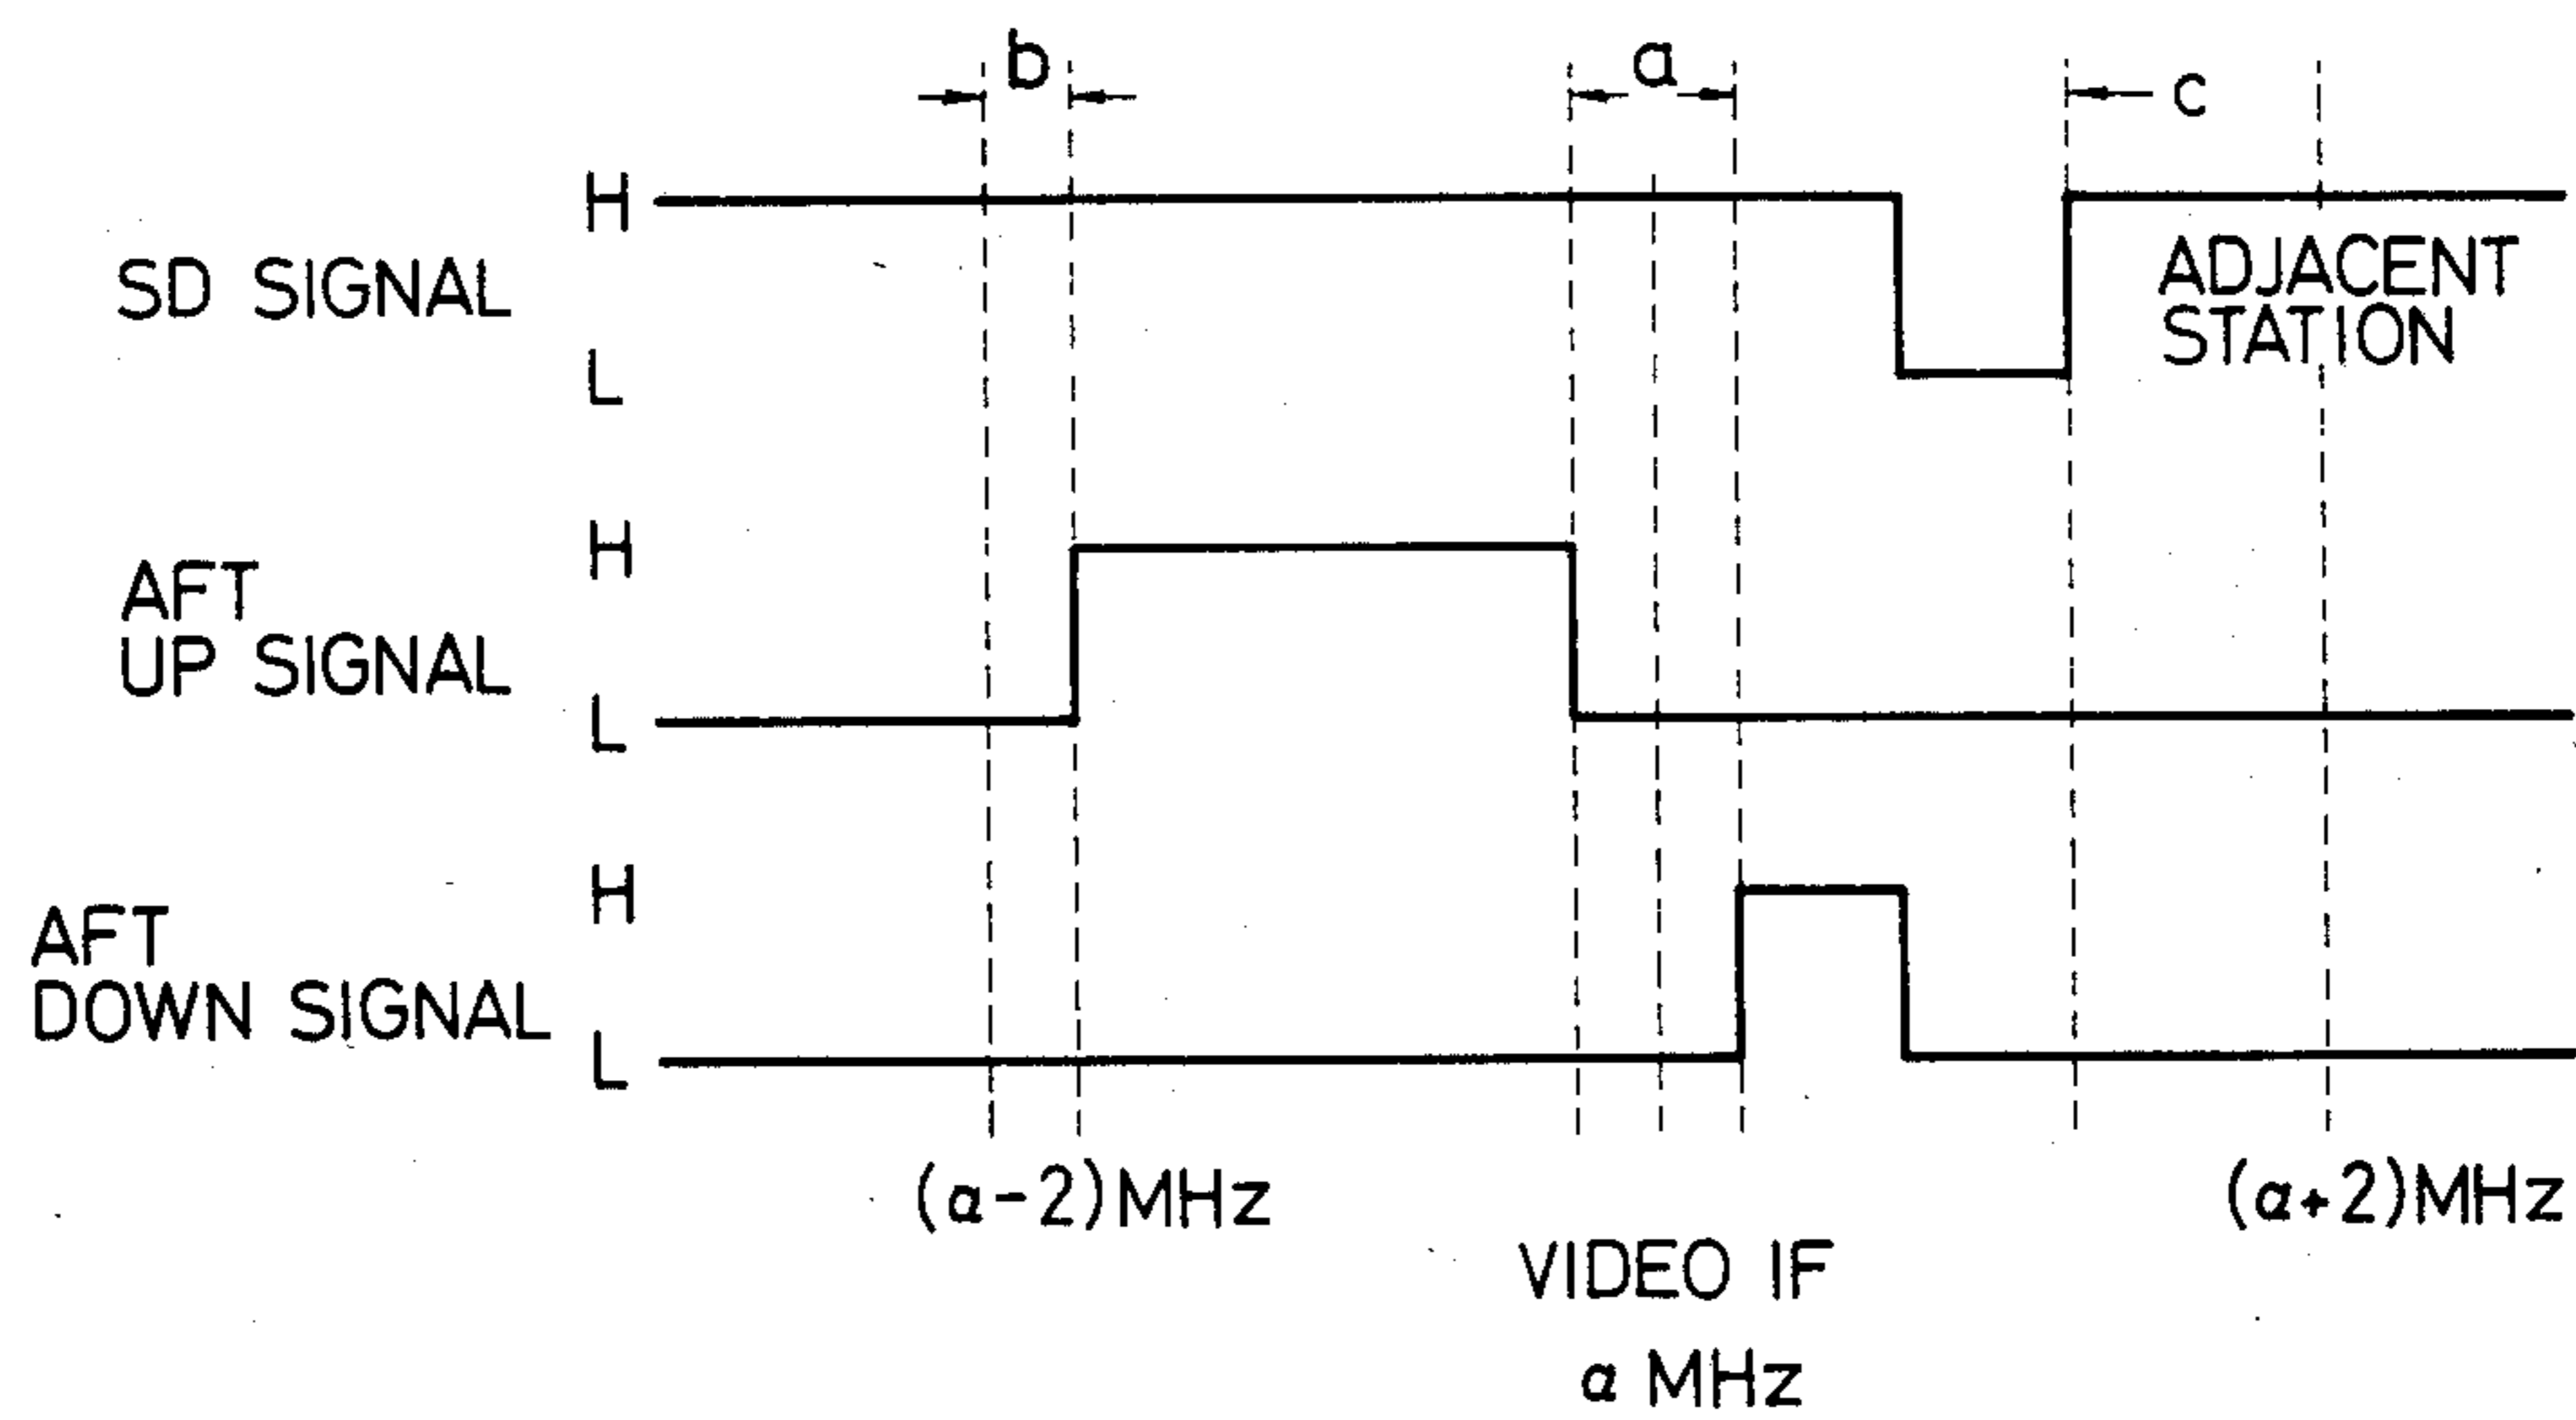 b
a
c
H
SD SIGNAL
L
ADJACENT
STATION
H
AFT
UP SIGNAL
L
H
AFT
DOWN SIGNAL
L
(α-2)MHz
(α+2)MHz
VIDEO IF
α MHz